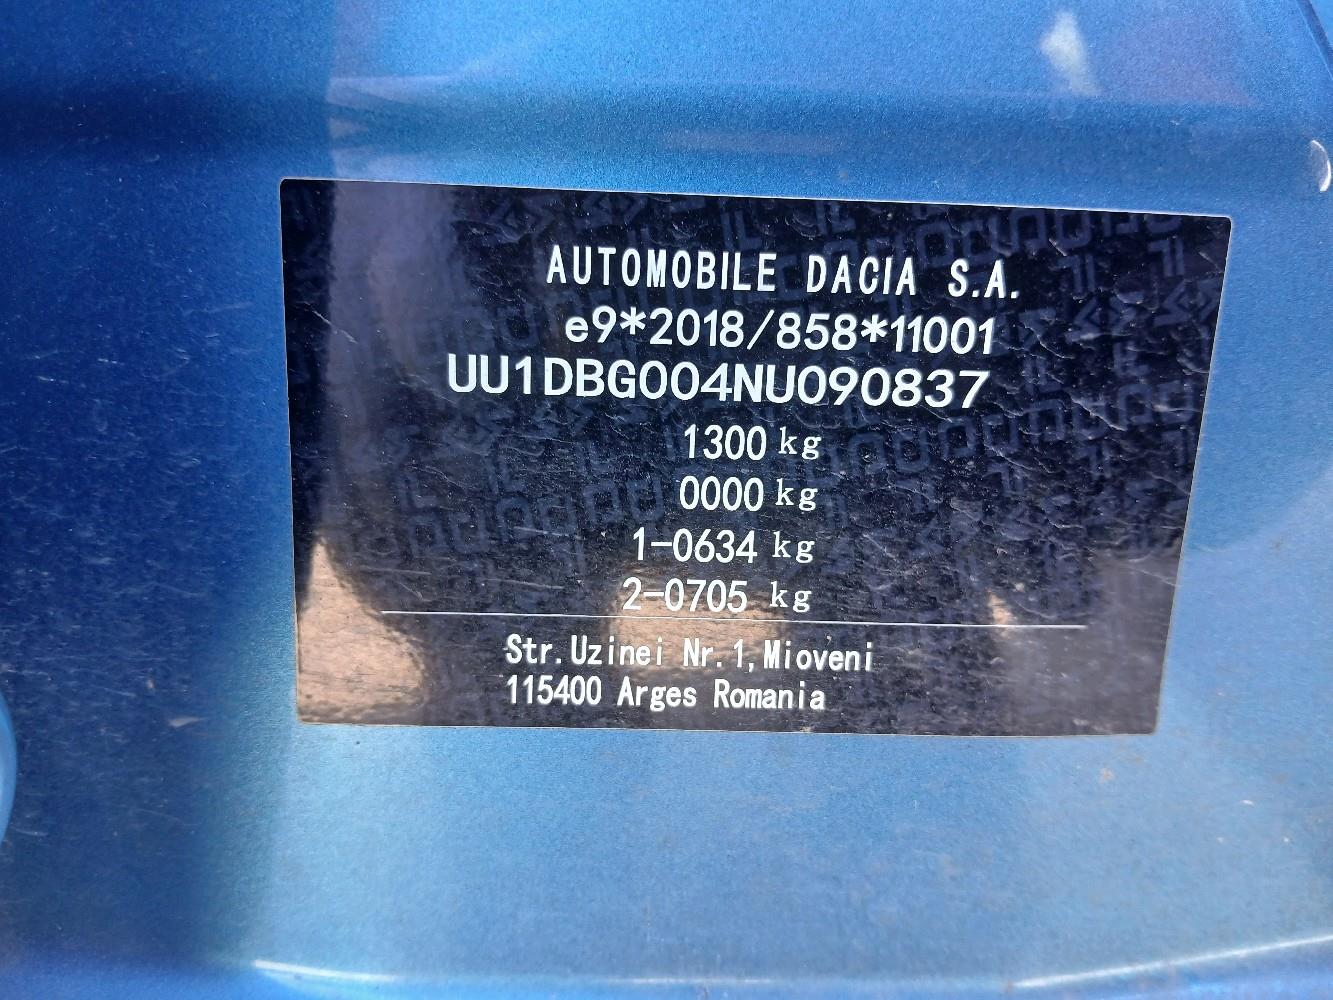 AUTOMOBILE DACIA S.A.
e9*2018/858*11001
UU1DBG004NU090837
1300 kg
0000 kg
1-0634 kg
2-0705 kg
Str.Uzinei Nr.1,Mioveni
115400 Arges Romania